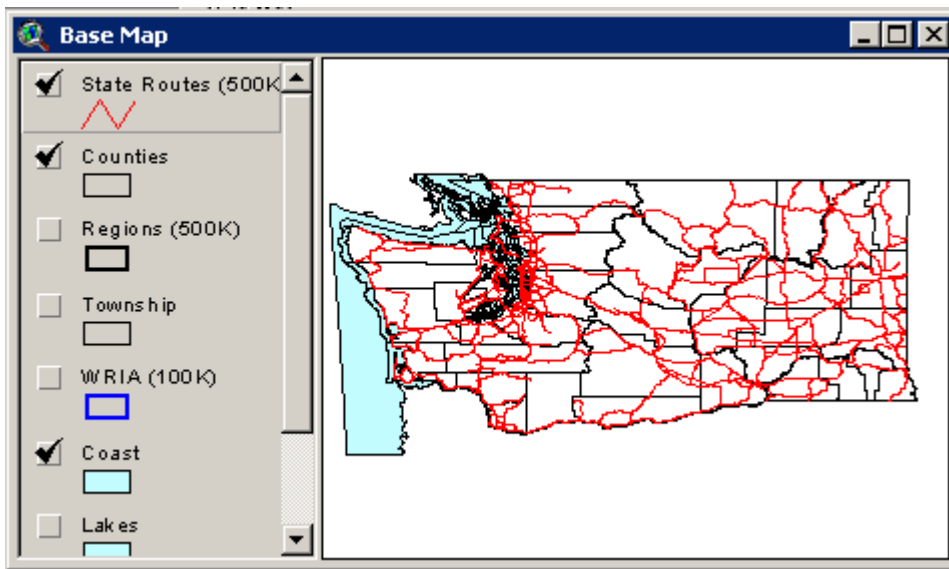 Base Map
State Routes (500K
Counties
Regions (500K)
Township
WRIA (100K)
Coast
Lakes